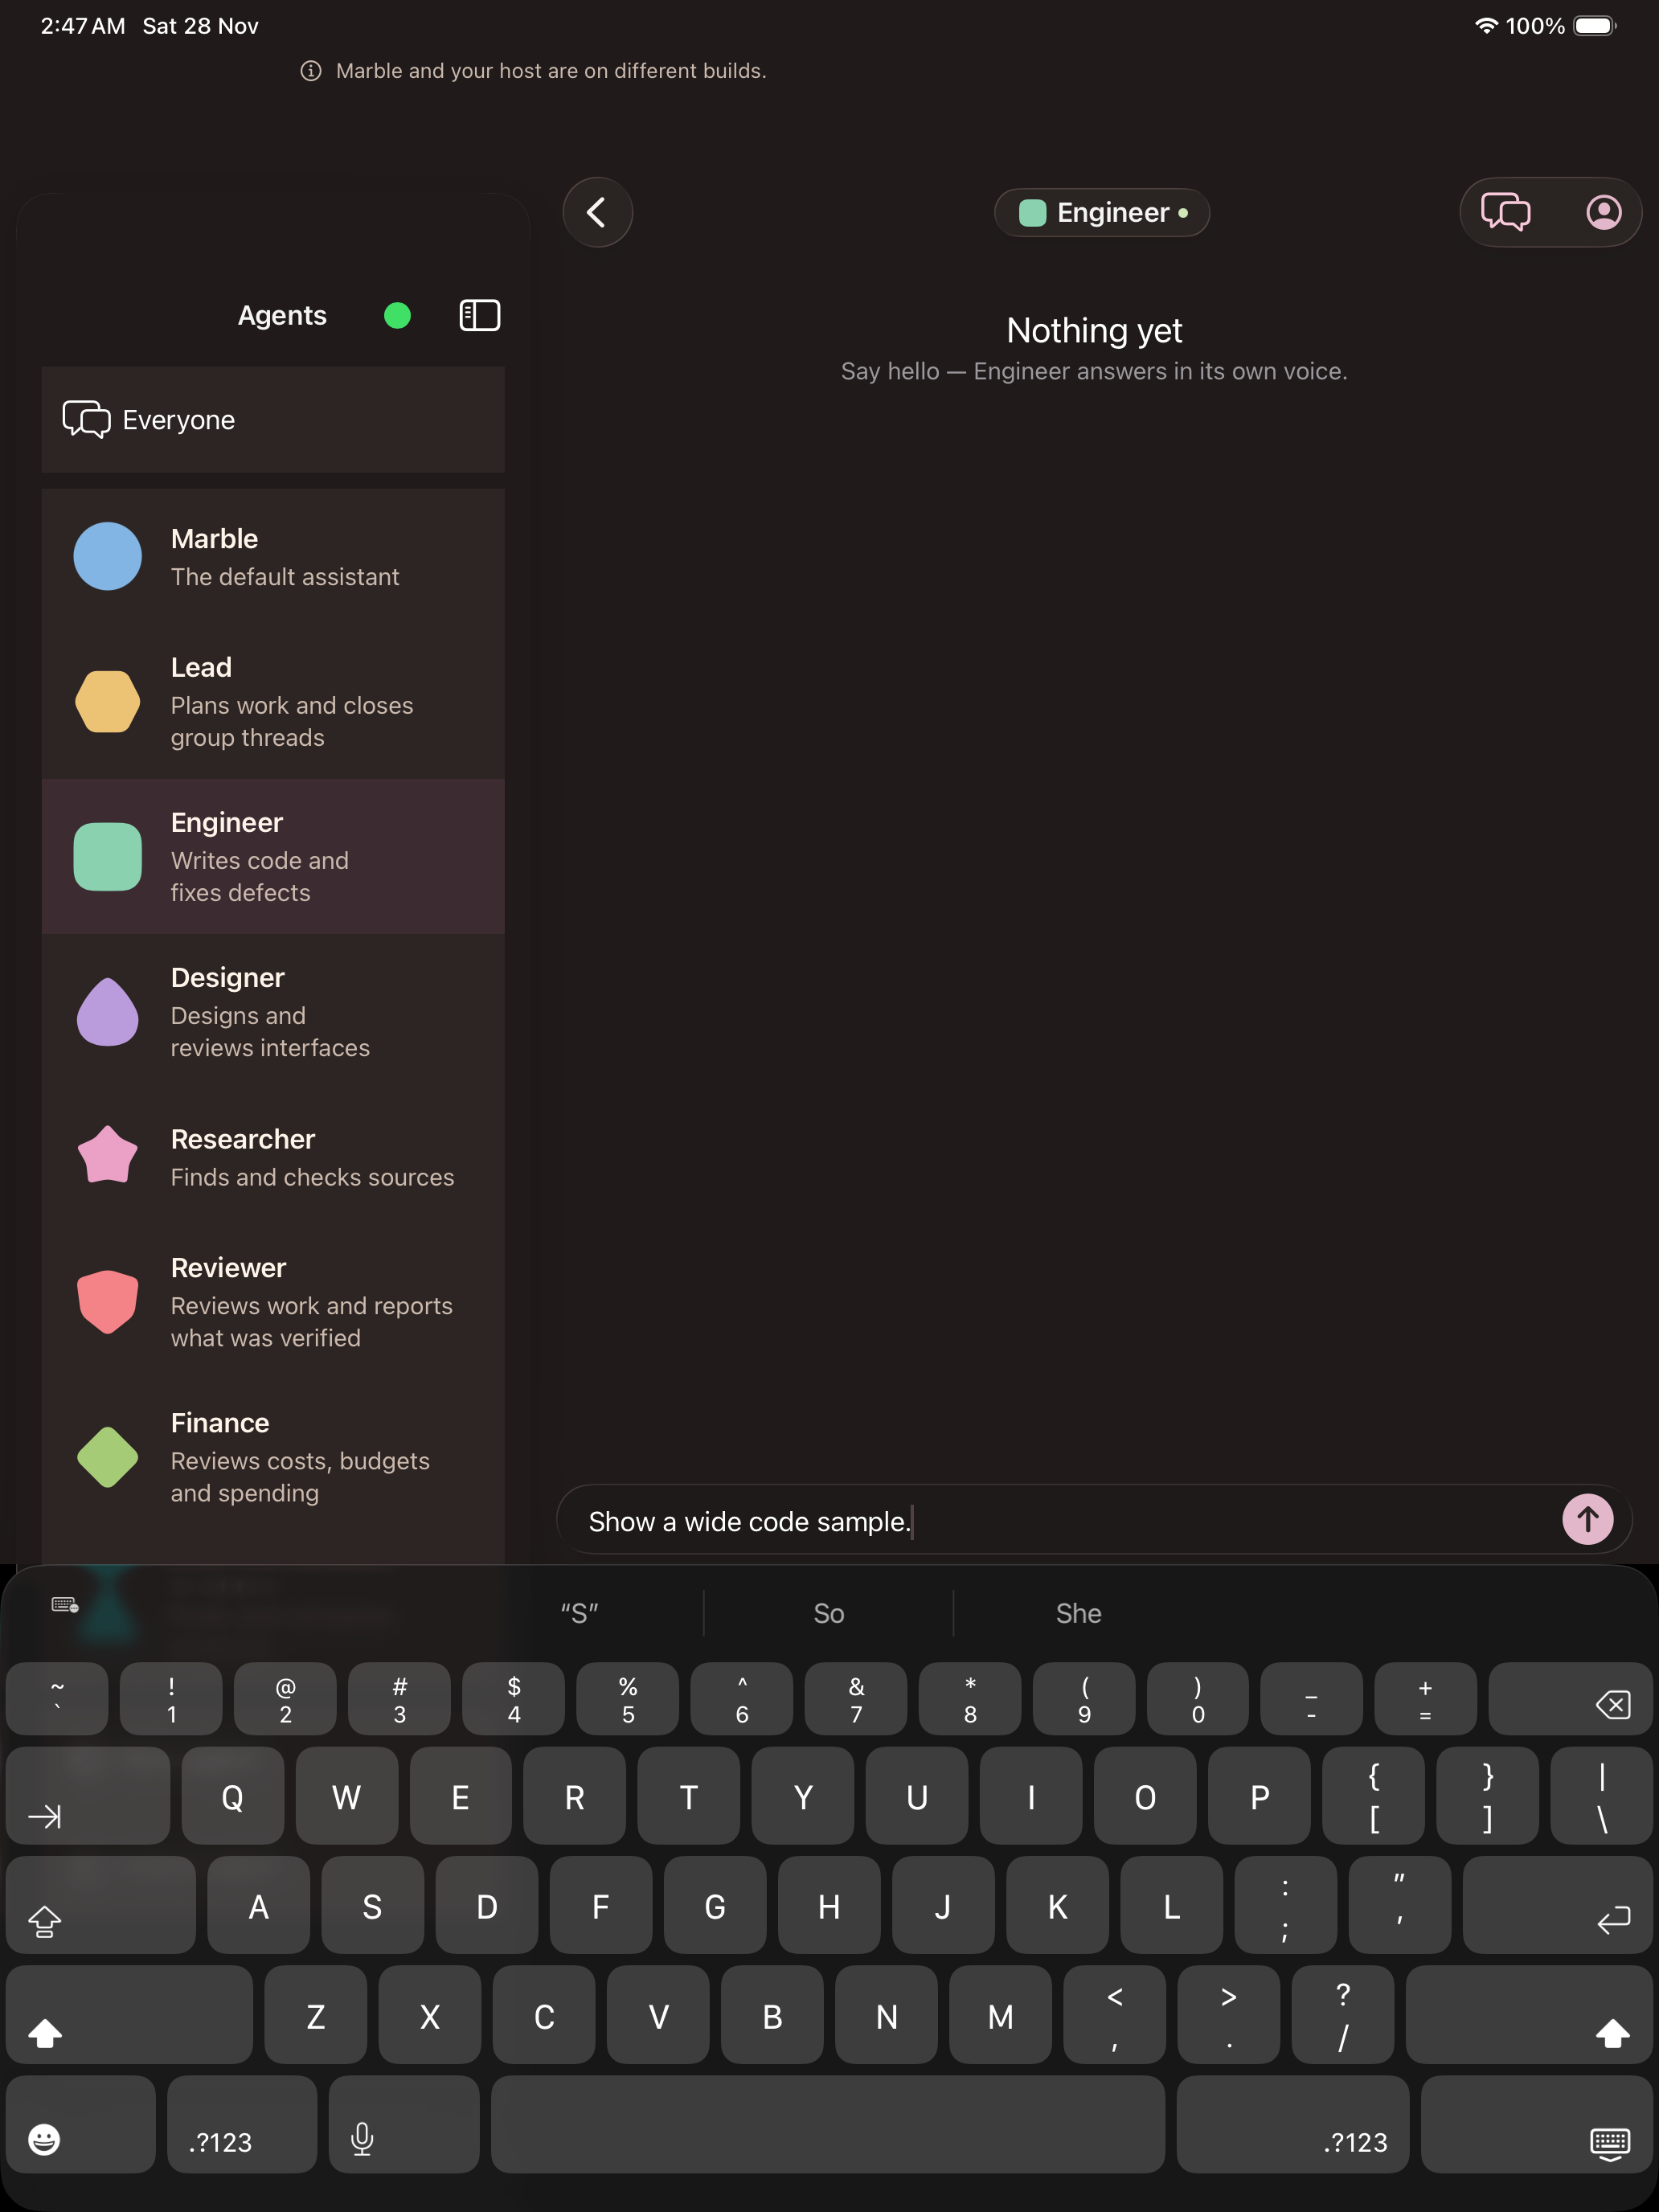 2:47 AM Sat 28 Nov
100%
Marble and your host are on different builds.
Engineer
Agents
Nothing yet
Say hello — Engineer answers in its own voice.
Everyone
Marble
The default assistant
Lead
Plans work and closes
group threads
Engineer
Writes code and
fixes defects
Designer
Designs and
reviews interfaces
Researcher
Finds and checks sources
Reviewer
Reviews work and reports
what was verified
Finance
Reviews costs, budgets
and spending
Show a wide code sample.
“S” So She
~ ! @ # $ % ^ & * ( ) _ +
` 1 2 3 4 5 6 7 8 9 0 - =
Q W E R T Y U I O P { } |
[ ] \
A S D F G H J K L : "
; '
Z X C V B N M < > ?
, . /
.?123 .?123